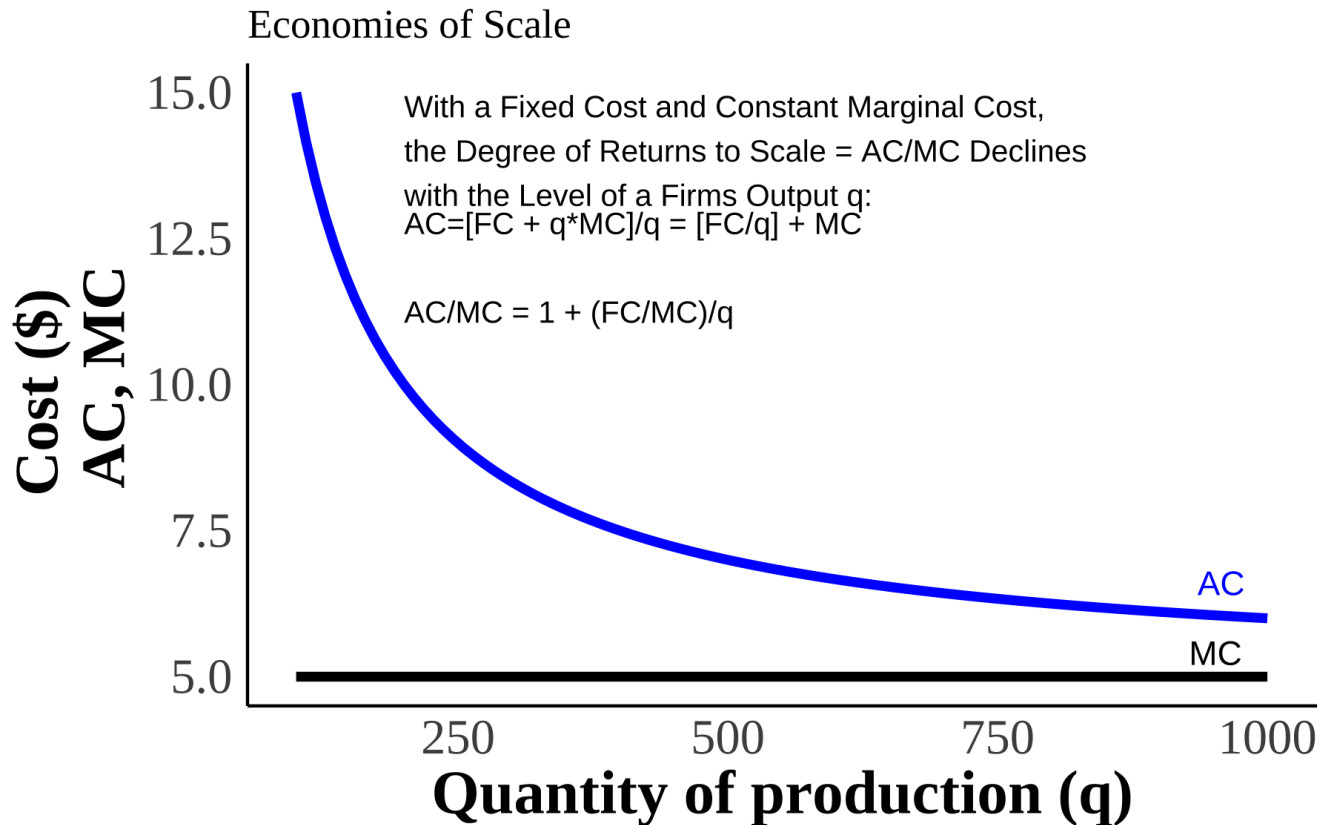 Economies of Scale
With a Fixed Cost and Constant Marginal Cost,
the Degree of Returns to Scale = AC/MC Declines
with the Level of a Firms Output q:
AC=[FC + q*MC]/q = [FC/q] + MC
AC/MC = 1 + (FC/MC)/q
Cost ($)
AC, MC
15.0
12.5
10.0
7.5
5.0
AC
MC
250
500
750
1000
Quantity of production (q)